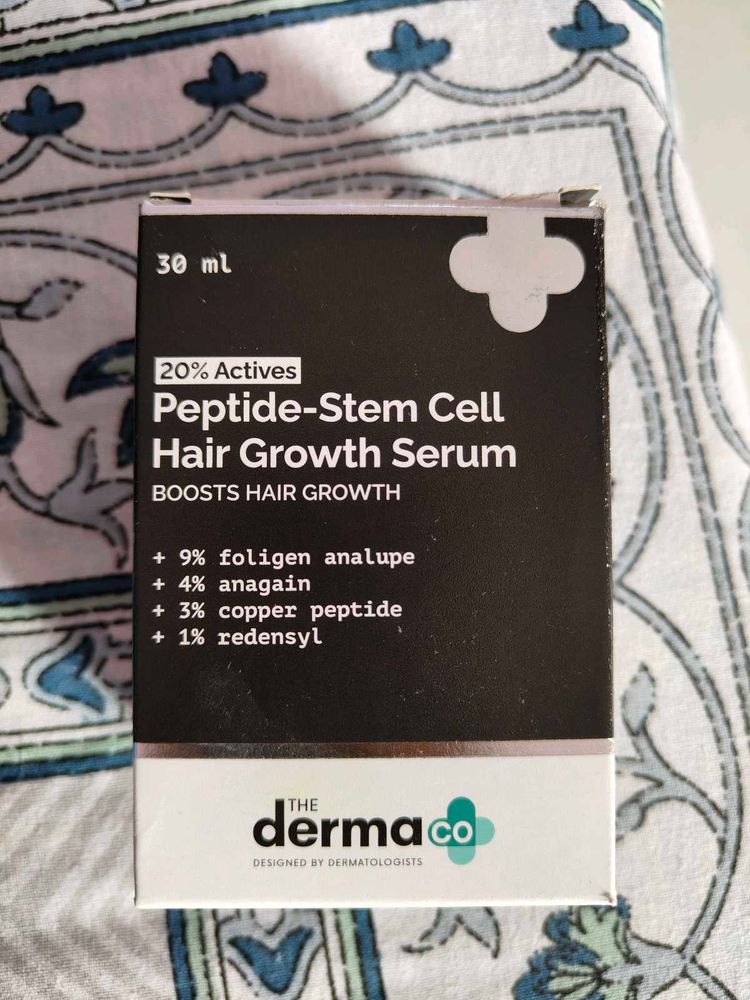 30 ml
20% Actives
Peptide-Stem Cell
Hair Growth Serum
BOOSTS HAIR GROWTH
+ 9% foligen analupe
+ 4% anagain
+ 3% copper peptide
+ 1% redensyl
THE
derma co
DESIGNED BY DERMATOLOGISTS